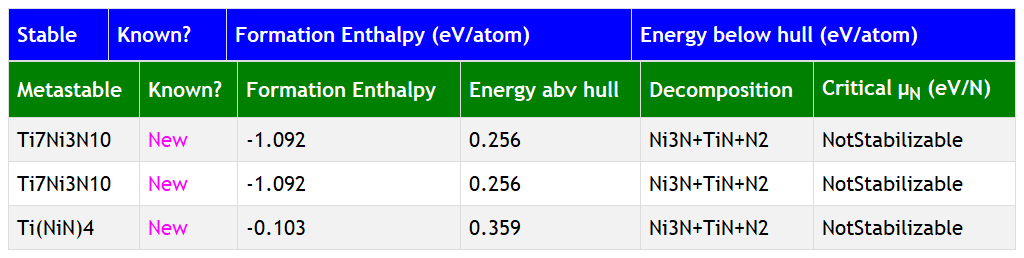 Stable Known? Formation Enthalpy (eV/atom) Energy below hull (eV/atom)
Metastable Known? Formation Enthalpy Energy abv hull Decomposition Critical μN (eV/N)
Ti7Ni3N10 New -1.092 0.256 Ni3N+TiN+N2 NotStabilizable
Ti7Ni3N10 New -1.092 0.256 Ni3N+TiN+N2 NotStabilizable
Ti(NiN)4 New -0.103 0.359 Ni3N+TiN+N2 NotStabilizable